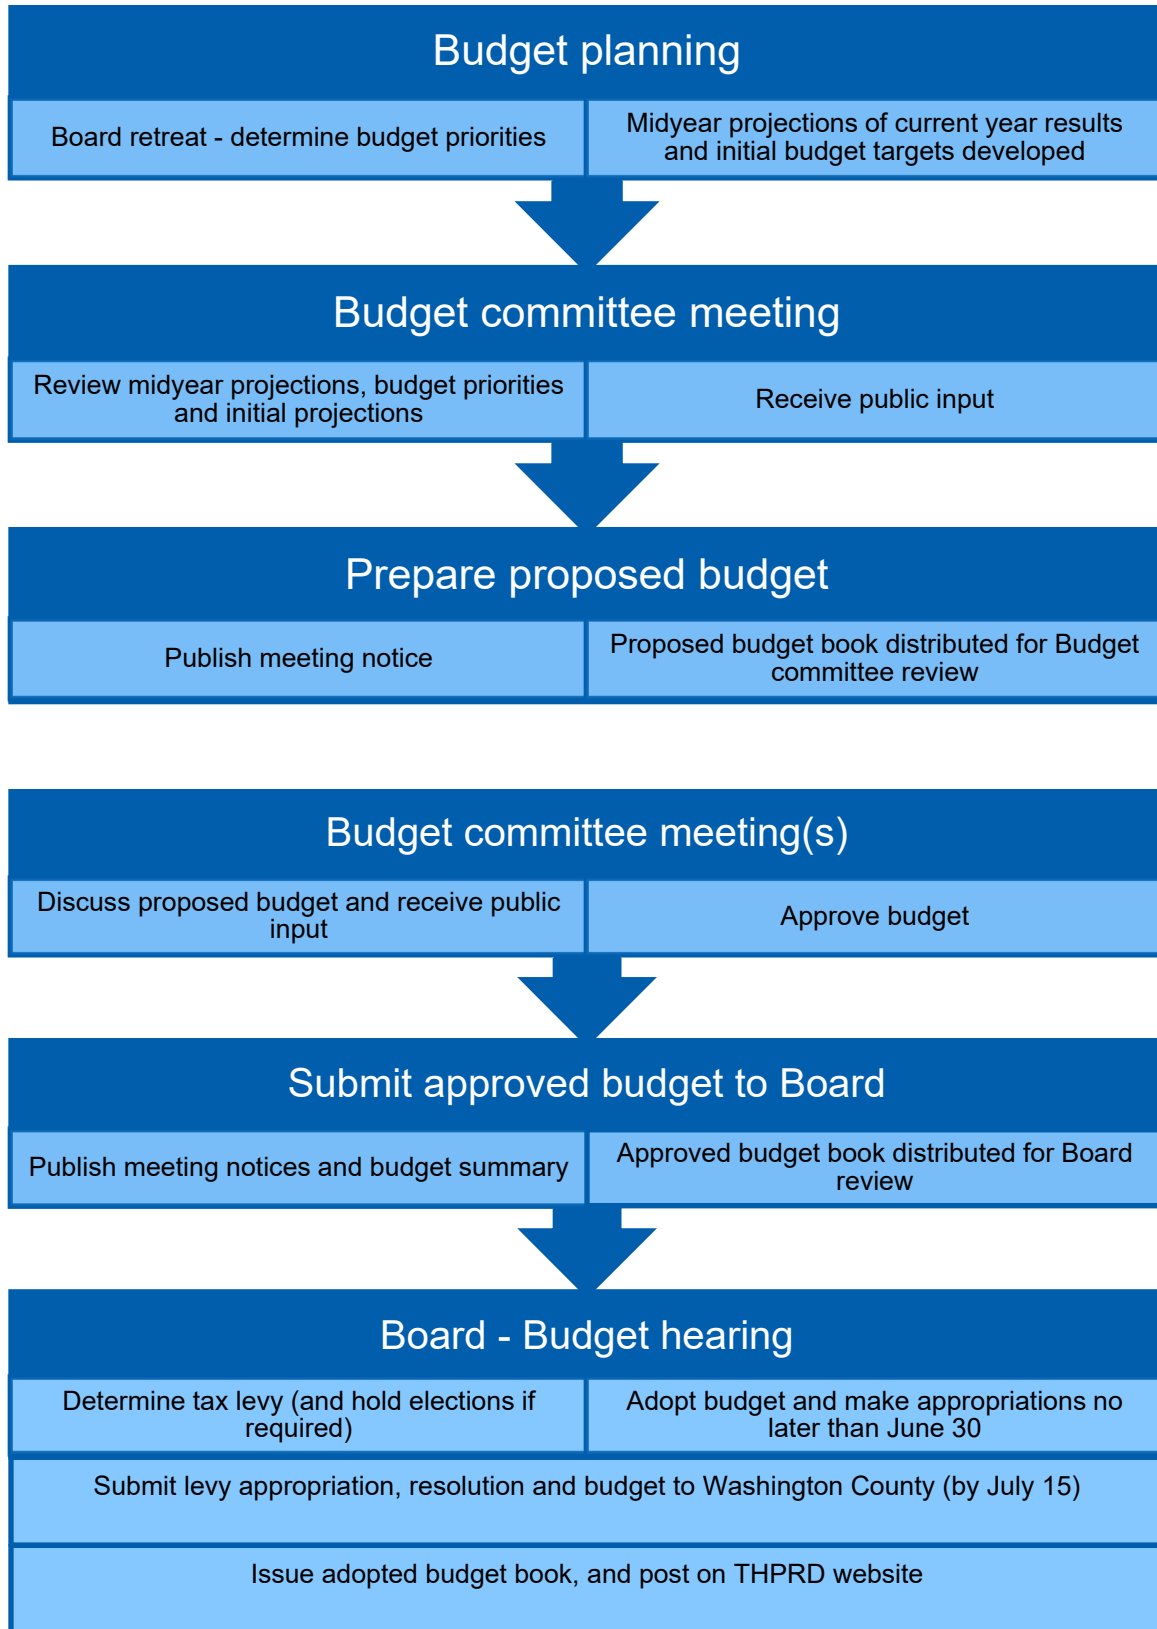 Budget planning
Board retreat - determine budget priorities
Midyear projections of current year results
and initial budget targets developed
Budget committee meeting
Review midyear projections, budget priorities
and initial projections
Receive public input
Prepare proposed budget
Publish meeting notice
Proposed budget book distributed for Budget
committee review
Budget committee meeting(s)
Discuss proposed budget and receive public
input
Approve budget
Submit approved budget to Board
Publish meeting notices and budget summary
Approved budget book distributed for Board
review
Board - Budget hearing
Determine tax levy (and hold elections if
required)
Adopt budget and make appropriations no
later than June 30
Submit levy appropriation, resolution and budget to Washington County (by July 15)
Issue adopted budget book, and post on THPRD website